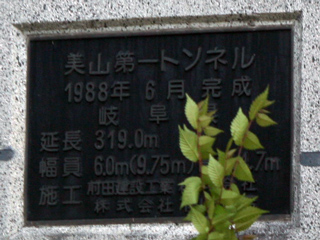 美山第一トンネル
1988年 6月 完成
岐阜
延長 319.0m
幅員 6.0m(9.75m) .7m
施工 前田建設工業 社
株式会社